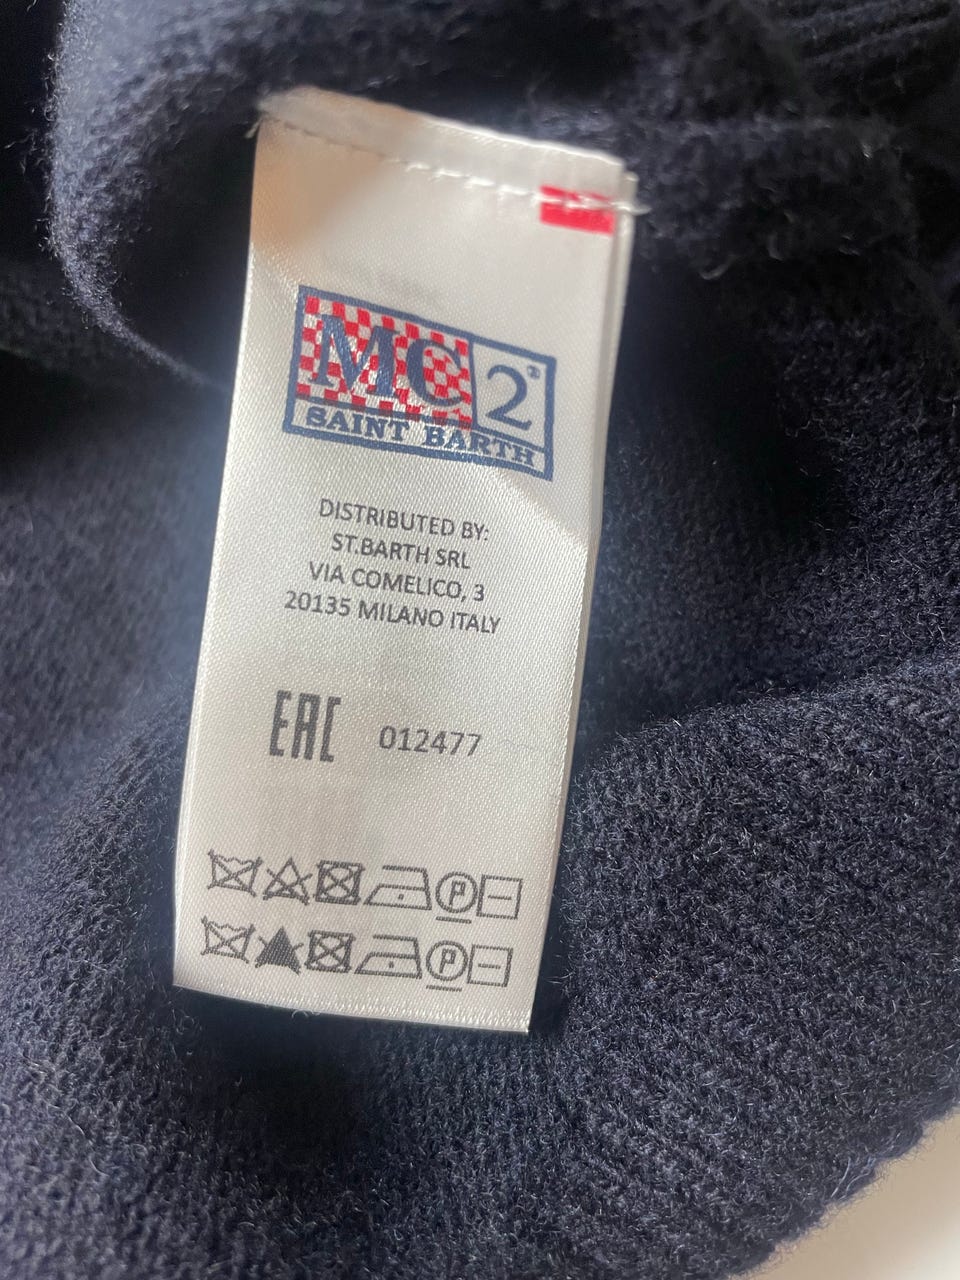 MC2®
SAINT BARTH
DISTRIBUTED BY:
ST.BARTH SRL
VIA COMELICO, 3
20135 MILANO ITALY
EAC 012477
P
P